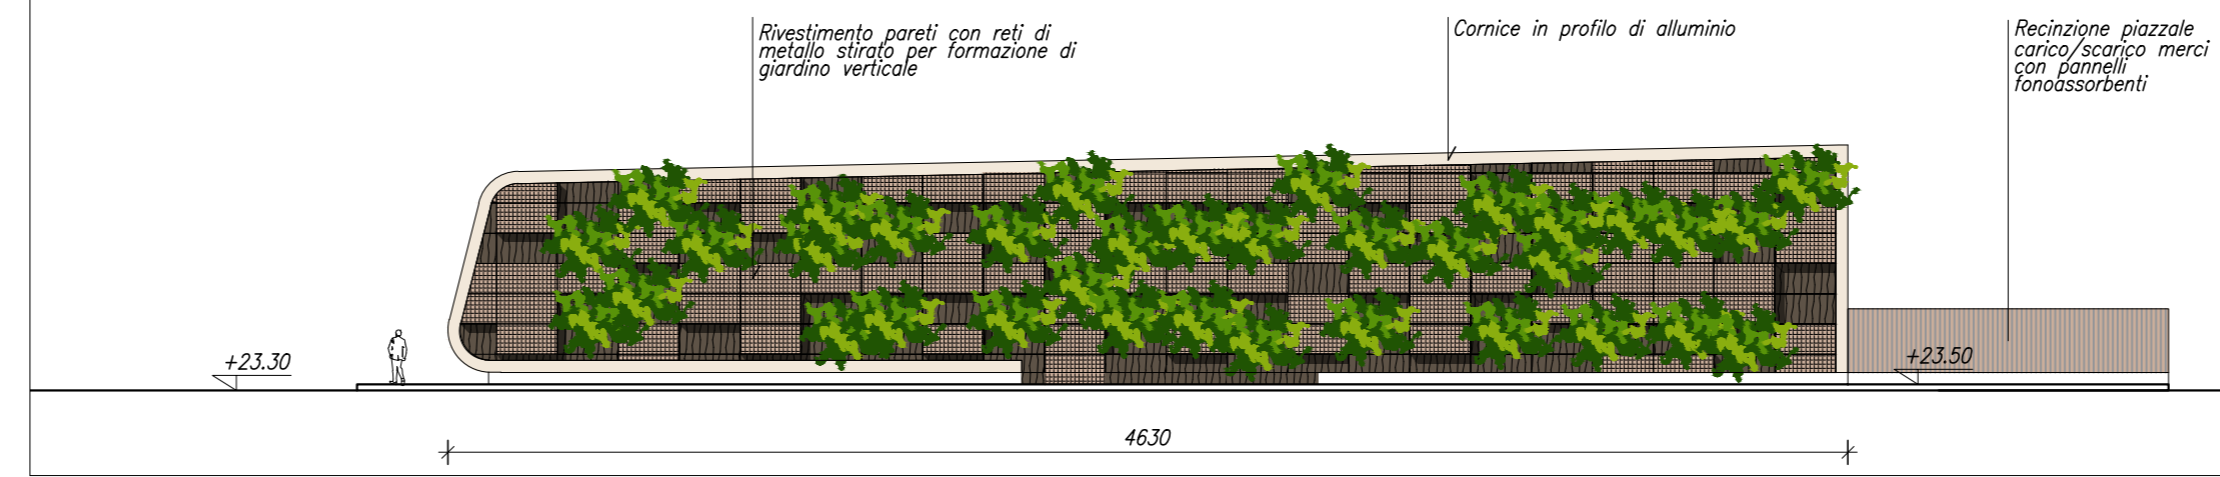 Rivestimento pareti con reti di
metallo stirato per formazione di
giardino verticale
Cornice in profilo di alluminio
Recinzione piazzale
carico/scarico merci
con pannelli
fonoassorbenti
+23.30
+23.50
4630